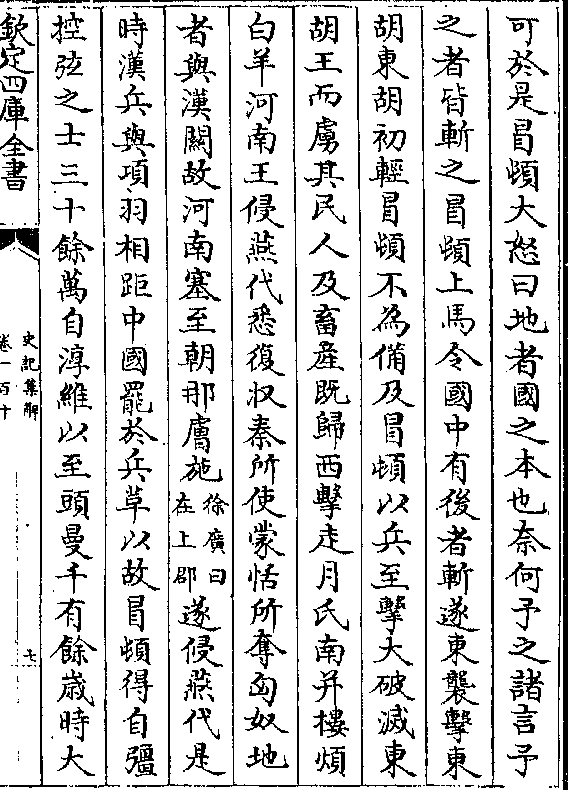 可於是冒頓大怒曰地者國之本也奈何予之諸言予
之者皆斬之冒頓上馬令國中有後者斬遂東襲擊東
胡東胡初輕冒頓不為備及冒頓以兵至擊大破滅東
胡王而虜其民人及畜産既歸西擊走月氏南并樓煩
白羊河南王侵燕代悉復収秦所使蒙恬所奪匈奴地
者與漢闗故河南塞至朝那膚施徐廣曰在上郡遂侵燕代是
時漢兵與項羽相距中國罷於兵革以故冒頓得自彊
控弦之士三十餘萬自淳維以至頭曼千有餘歲時大
欽定四庫全書
史記集解
卷一百十
七